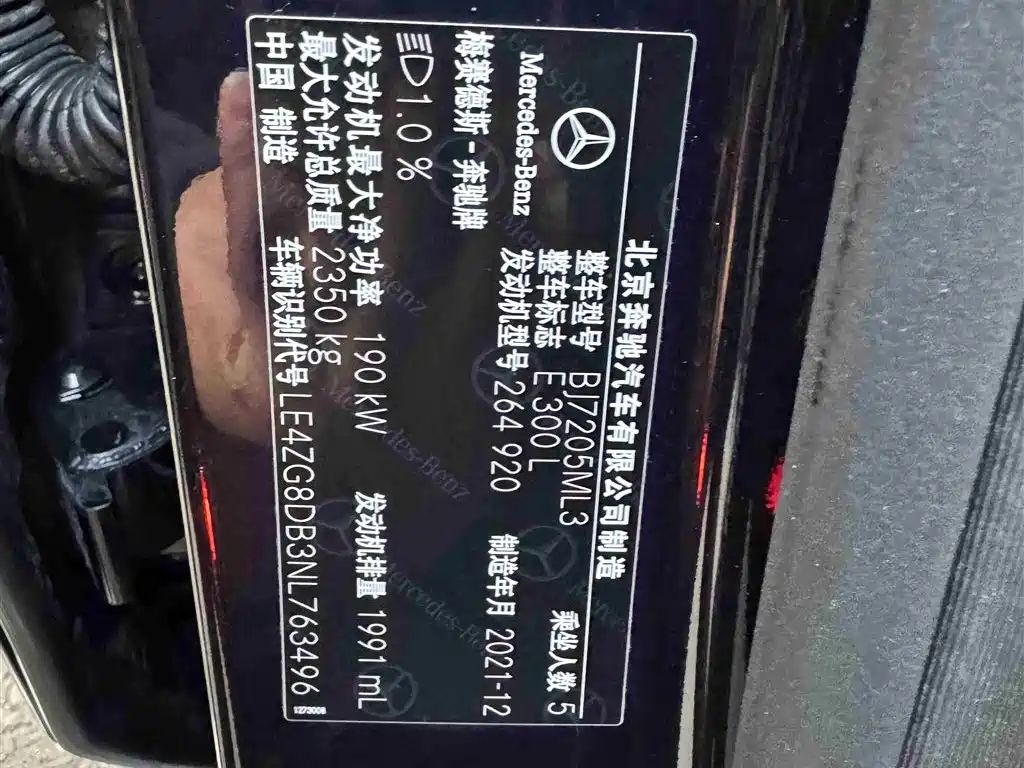 北京奔驰汽车有限公司制造
Mercedes-Benz
整车型号 BJ7205ML3 乘坐人数 5
整车标志 E 300 L
梅赛德斯-奔驰牌 发动机型号 264 920 制造年月 2021-12
1.0 %
发动机最大净功率 190 kW 发动机排量 1991 mL
最大允许总质量 2350 kg
中国 制造 车辆识别代号 LE4ZG8DB3NL763496
1Z73008